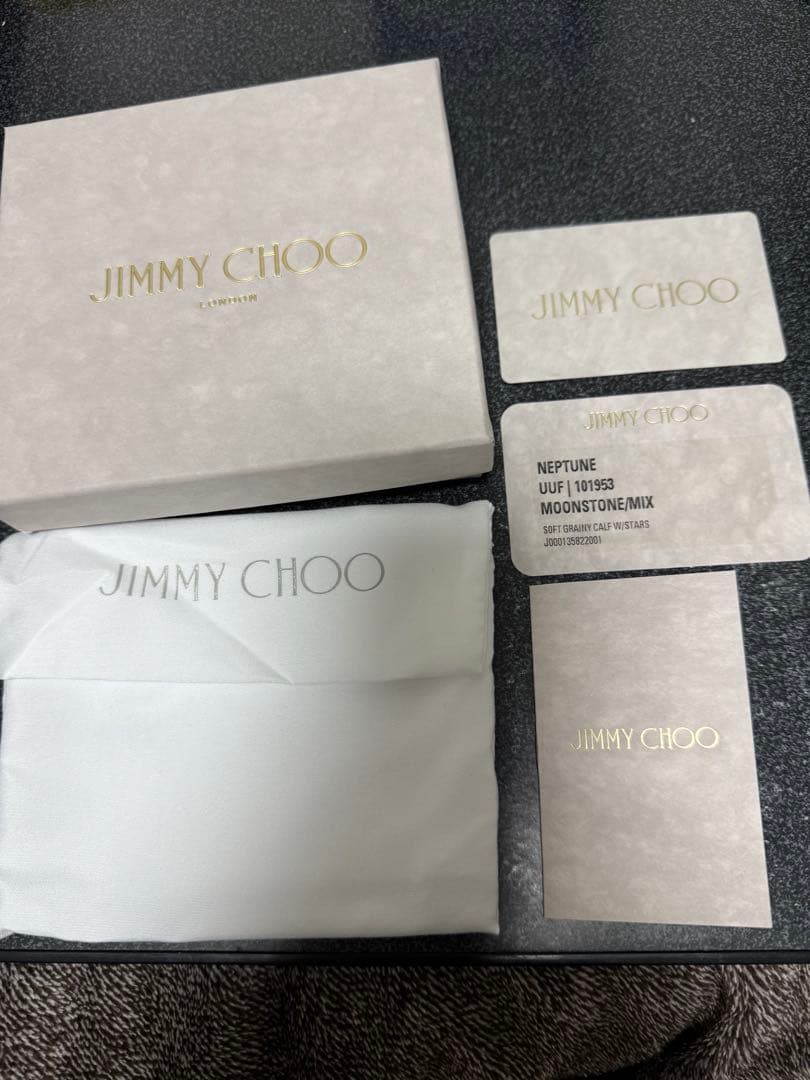 JIMMY CHOO
LONDON
JIMMY CHOO
JIMMY CHOO
NEPTUNE
UUF | 101953
MOONSTONE/MIX
SOFT GRAINY CALF W/STARS
J000135822001
JIMMY CHOO
JIMMY CHOO